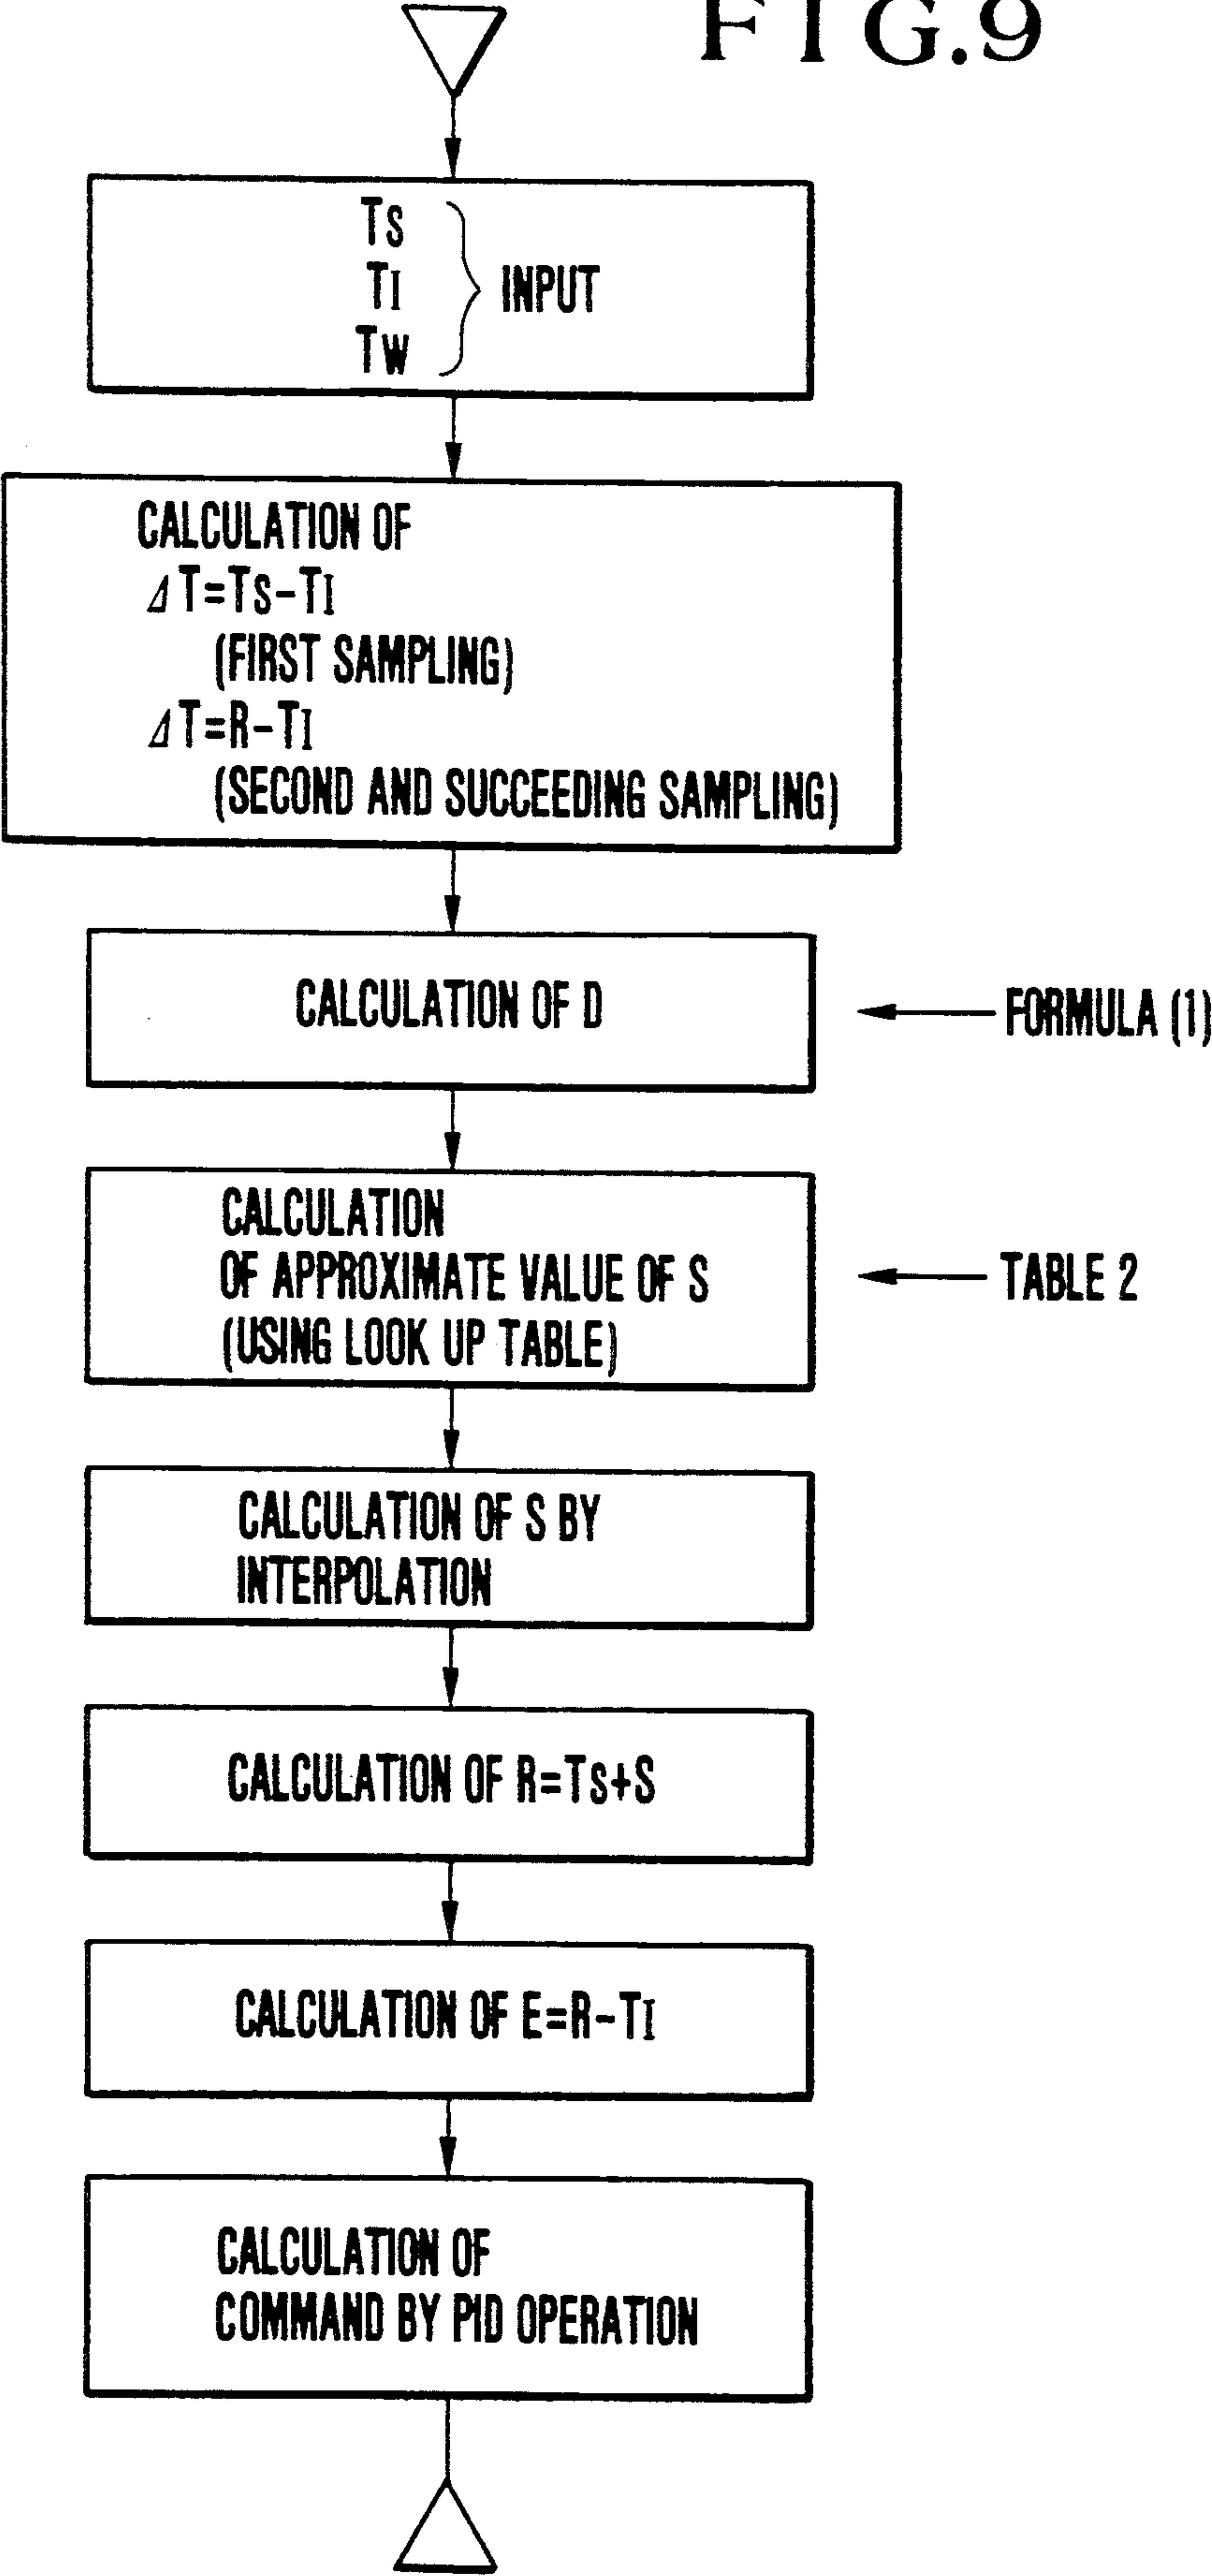 FIG.9
Ts
TI
Tw
INPUT
CALCULATION OF
⊿T=Ts-TI
(FIRST SAMPLING)
⊿T=R-TI
(SECOND AND SUCCEEDING SAMPLING)
CALCULATION OF D
FORMULA (1)
CALCULATION
OF APPROXIMATE VALUE OF S
(USING LOOK UP TABLE)
TABLE 2
CALCULATION OF S BY
INTERPOLATION
CALCULATION OF R=Ts+S
CALCULATION OF E=R-TI
CALCULATION OF
COMMAND BY PID OPERATION